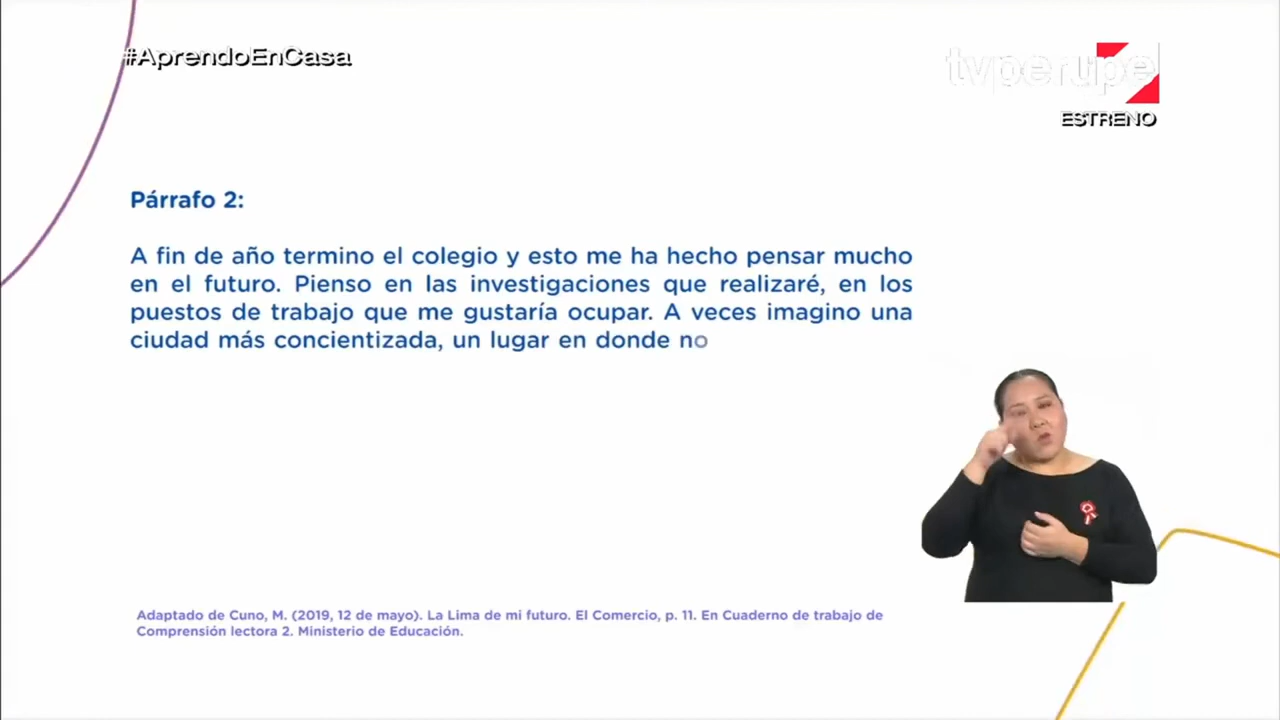 #AprendoEnCasa
tvperu.pe
ESTRENO
Párrafo 2:
A fin de año termino el colegio y esto me ha hecho pensar mucho
en el futuro. Pienso en las investigaciones que realizaré, en los
puestos de trabajo que me gustaría ocupar. A veces imagino una
ciudad más concientizada, un lugar en donde no
Adaptado de Cuno, M. (2019, 12 de mayo). La Lima de mi futuro. El Comercio, p. 11. En Cuaderno de trabajo de
Comprensión lectora 2. Ministerio de Educación.